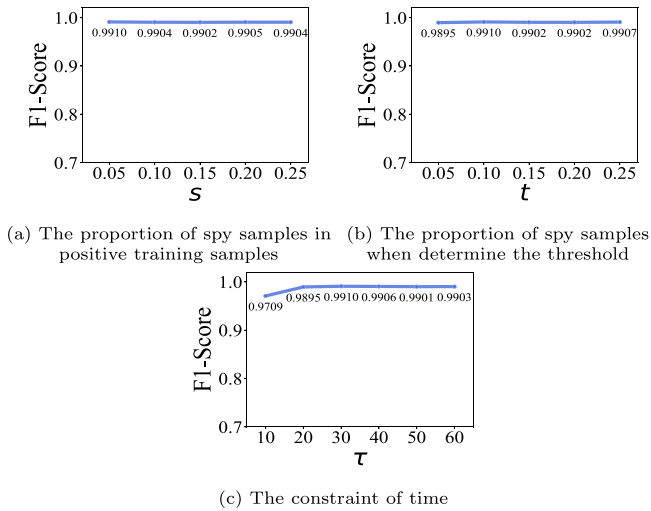 1.0
0.9
0.8
0.7
F1-Score
0.9910 0.9904 0.9902 0.9905 0.9904
0.05 0.10 0.15 0.20 0.25
s
1.0
0.9
0.8
0.7
F1-Score
0.9895 0.9910 0.9902 0.9902 0.9907
0.05 0.10 0.15 0.20 0.25
t
(a) The proportion of spy samples in
positive training samples
(b) The proportion of spy samples
when determine the threshold
1.0
0.9
0.8
0.7
F1-Score
0.9709 0.9895 0.9910 0.9906 0.9901 0.9903
10 20 30 40 50 60
τ
(c) The constraint of time